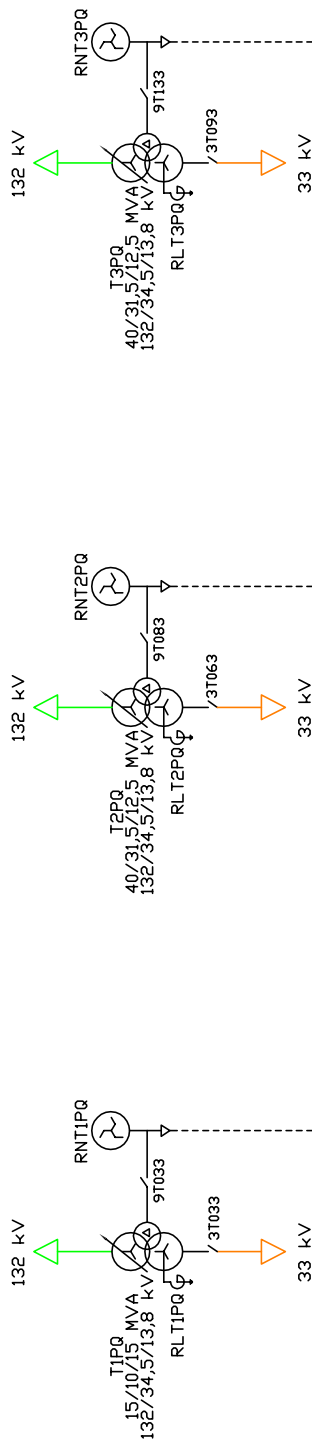 132 kV
RNT3PQ
T3PQ
40/31,5/12,5 MVA
132/34,5/13,8 kV
9T133
RLT3PQ
3T093
33 kV
132 kV
RNT2PQ
T2PQ
40/31,5/12,5 MVA
132/34,5/13,8 kV
9T083
RLT2PQ
3T063
33 kV
132 kV
RNT1PQ
T1PQ
15/10/15 MVA
132/34,5/13,8 kV
9T033
RLT1PQ
3T033
33 kV